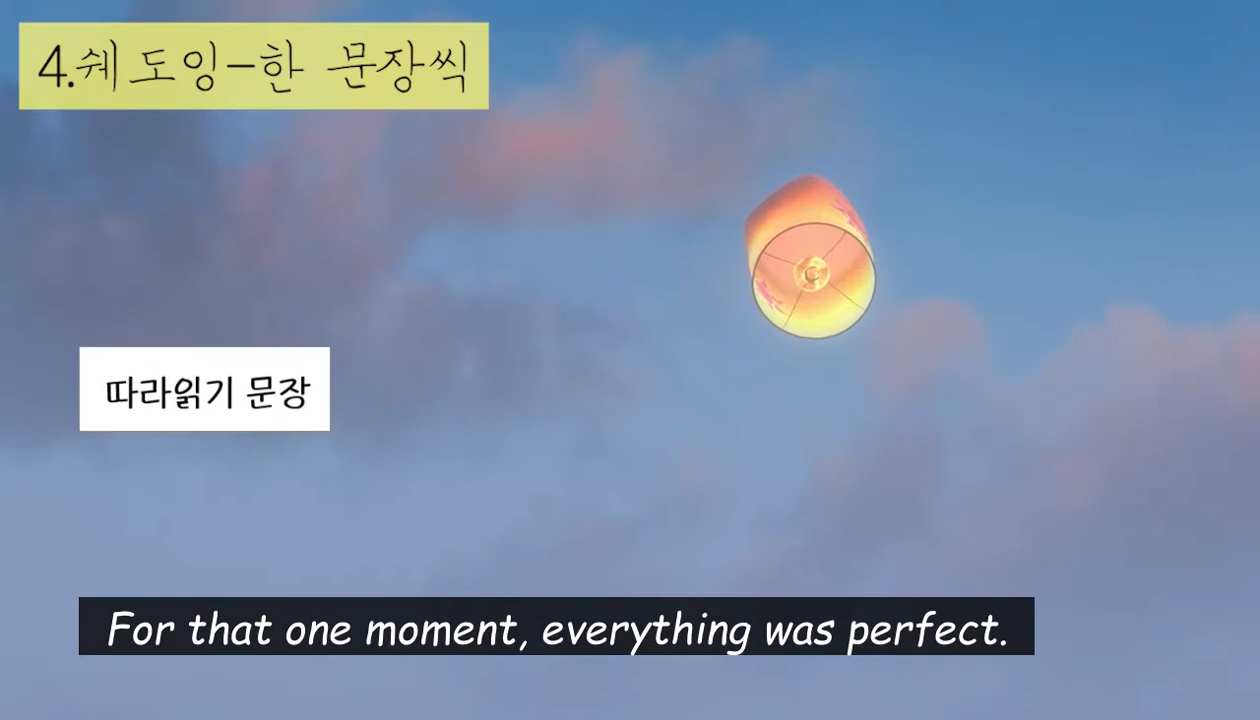 4.쉐도잉-한 문장씩
따라읽기 문장
For that one moment, everything was perfect.